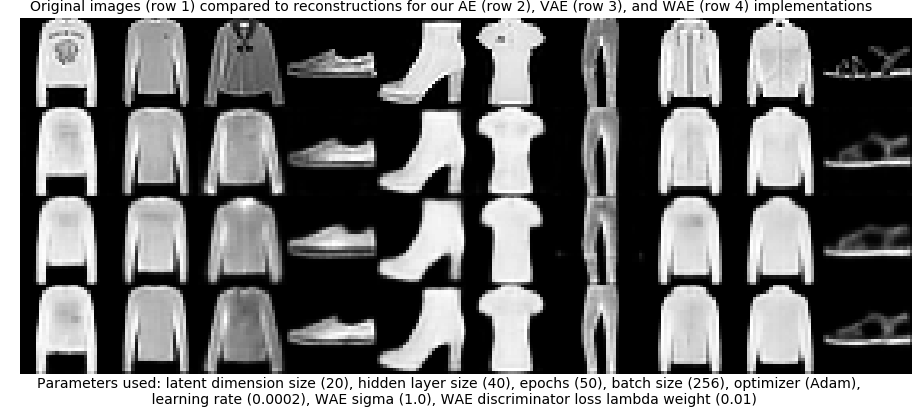 Original images (row 1) compared to reconstructions for our AE (row 2), VAE (row 3), and WAE (row 4) implementations
Parameters used: latent dimension size (20), hidden layer size (40), epochs (50), batch size (256), optimizer (Adam),
learning rate (0.0002), WAE sigma (1.0), WAE discriminator loss lambda weight (0.01)